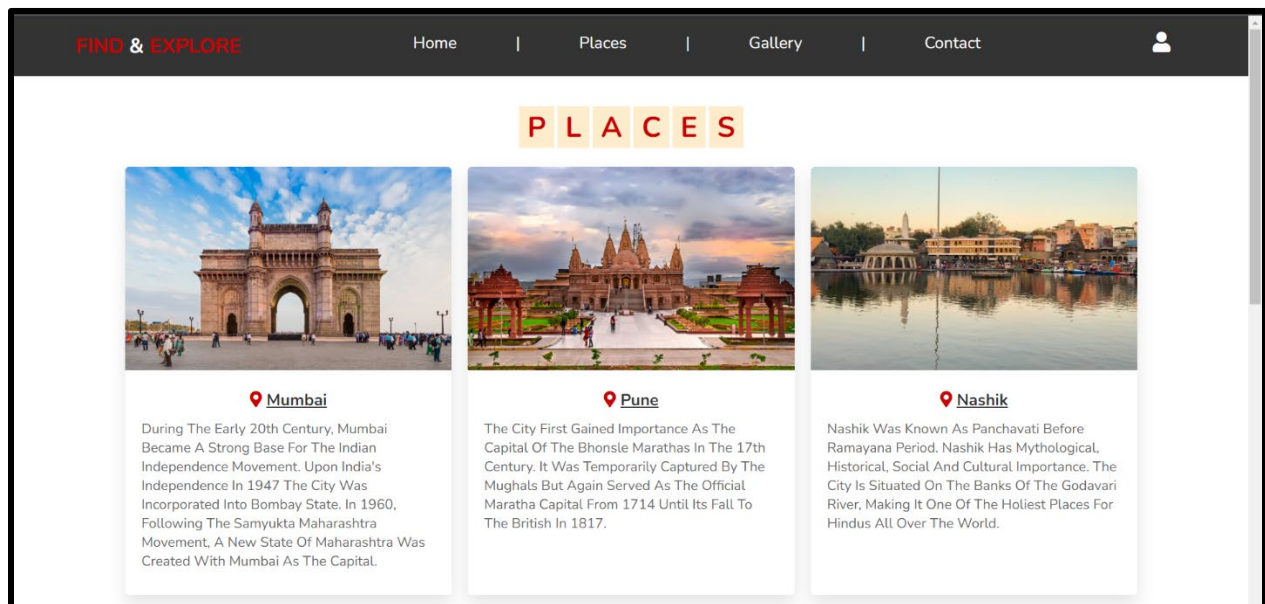 FIND & EXPLORE Home | Places | Gallery | Contact
PLACES
Mumbai
During The Early 20th Century, Mumbai
Became A Strong Base For The Indian
Independence Movement. Upon India's
Independence In 1947 The City Was
Incorporated Into Bombay State. In 1960,
Following The Samyukta Maharashtra
Movement, A New State Of Maharashtra Was
Created With Mumbai As The Capital.
Pune
The City First Gained Importance As The
Capital Of The Bhonsle Marathas In The 17th
Century. It Was Temporarily Captured By The
Mughals But Again Served As The Official
Maratha Capital From 1714 Until Its Fall To
The British In 1817.
Nashik
Nashik Was Known As Panchavati Before
Ramayana Period. Nashik Has Mythological,
Historical, Social And Cultural Importance. The
City Is Situated On The Banks Of The Godavari
River, Making It One Of The Holiest Places For
Hindus All Over The World.